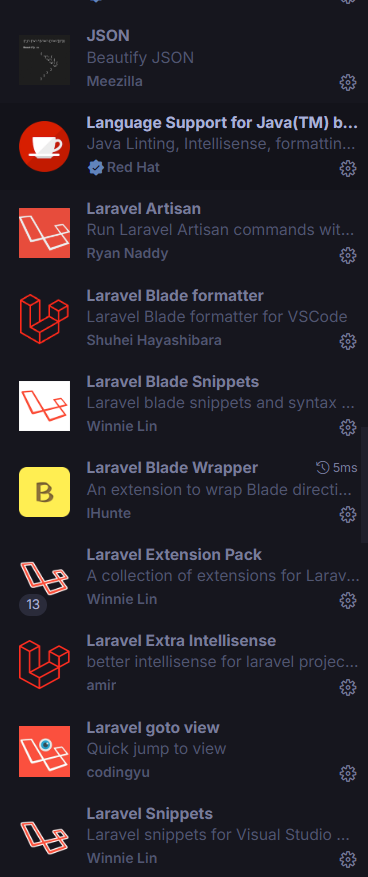 JSON
Beautify JSON
Meezilla
Language Support for Java(TM) b...
Java Linting, Intellisense, formattin...
Red Hat
Laravel Artisan
Run Laravel Artisan commands wit...
Ryan Naddy
Laravel Blade formatter
Laravel Blade formatter for VSCode
Shuhei Hayashibara
Laravel Blade Snippets
Laravel blade snippets and syntax ...
Winnie Lin
B
Laravel Blade Wrapper 5ms
An extension to wrap Blade directi...
IHunte
Laravel Extension Pack
A collection of extensions for Larav...
13
Winnie Lin
Laravel Extra Intellisense
better intellisense for laravel projec...
amir
Laravel goto view
Quick jump to view
codingyu
Laravel Snippets
Laravel snippets for Visual Studio ...
Winnie Lin